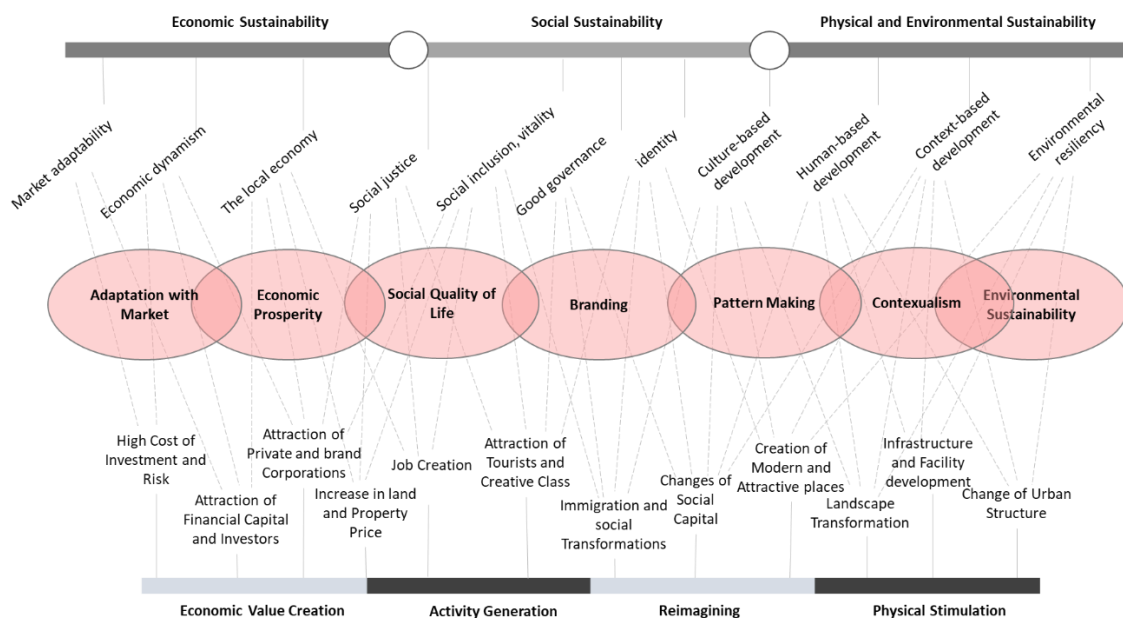 Economic Sustainability
Social Sustainability
Physical and Environmental Sustainability
Market adaptability
Economic dynamism
The local economy
Social justice
Social inclusion, vitality
Good governance
identity
Culture-based
development
Human-based
development
Context-based
development
Environmental
resiliency
Adaptation with
Market
Economic
Prosperity
Social Quality of
Life
Branding
Pattern Making
Contexualism
Environmental
Sustainability
High Cost of
Investment and
Risk
Attraction of
Financial Capital
and Investors
Attraction of
Private and brand
Corporations
Increase in land
and Property
Price
Job Creation
Attraction of
Tourists and
Creative Class
Immigration and
social
Transformations
Changes of
Social
Capital
Creation of
Modern and
Attractive places
Landscape
Transformation
Infrastructure
and Facility
development
Change of Urban
Structure
Economic Value Creation
Activity Generation
Reimagining
Physical Stimulation